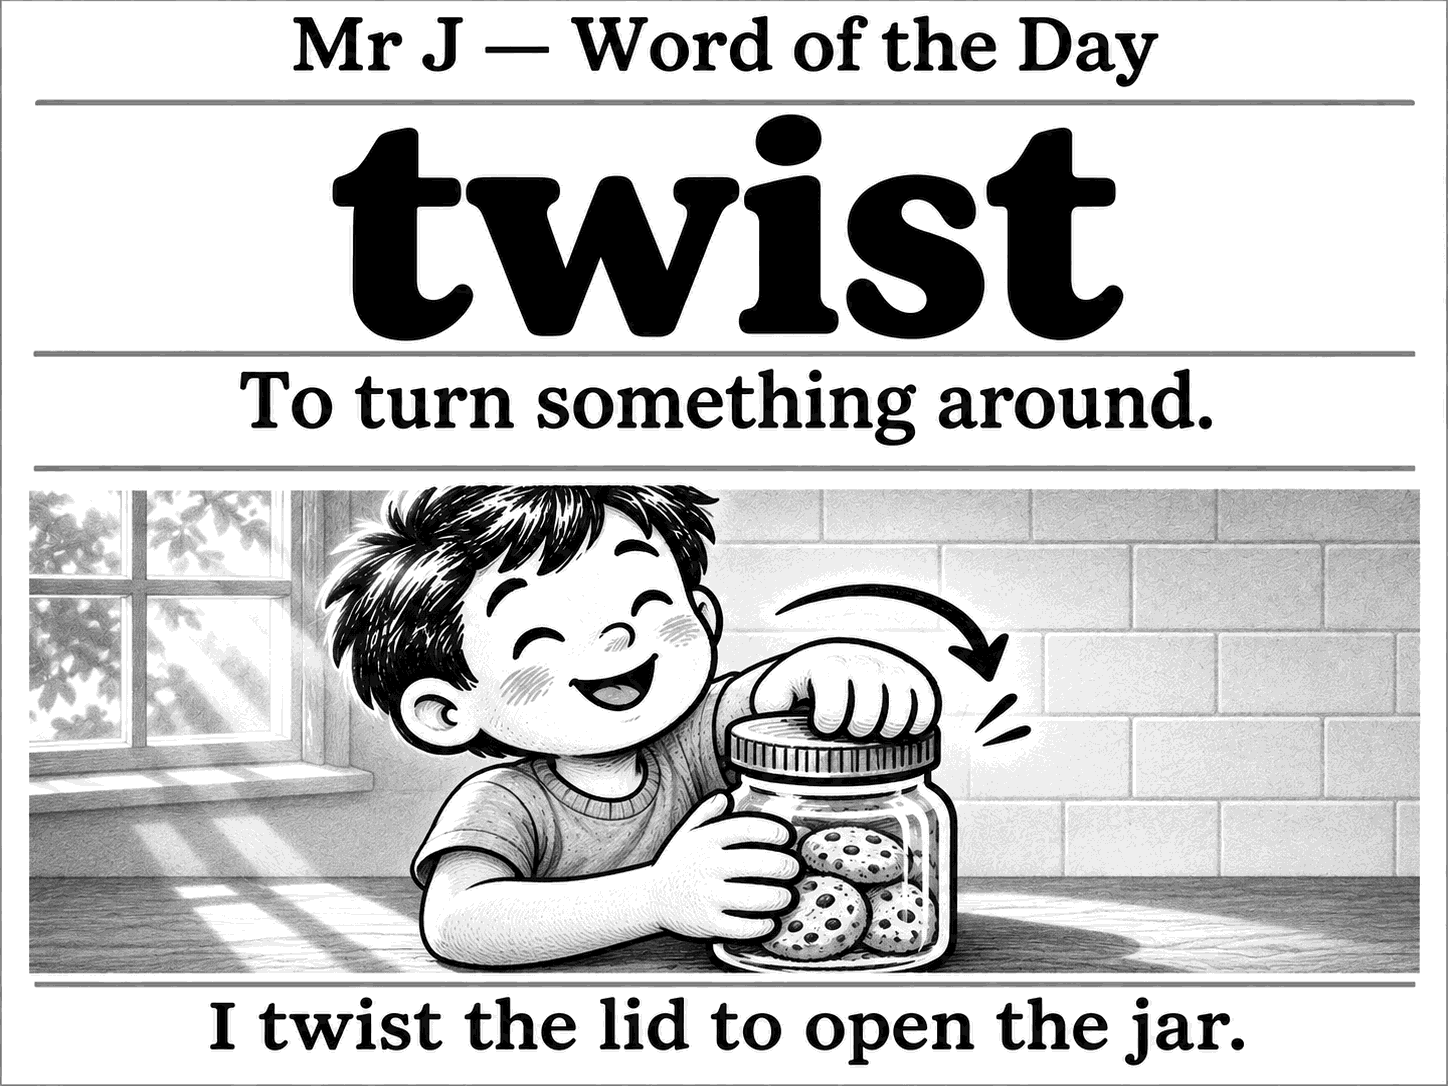 Mr J — Word of the Day
twist
To turn something around.
I twist the lid to open the jar.